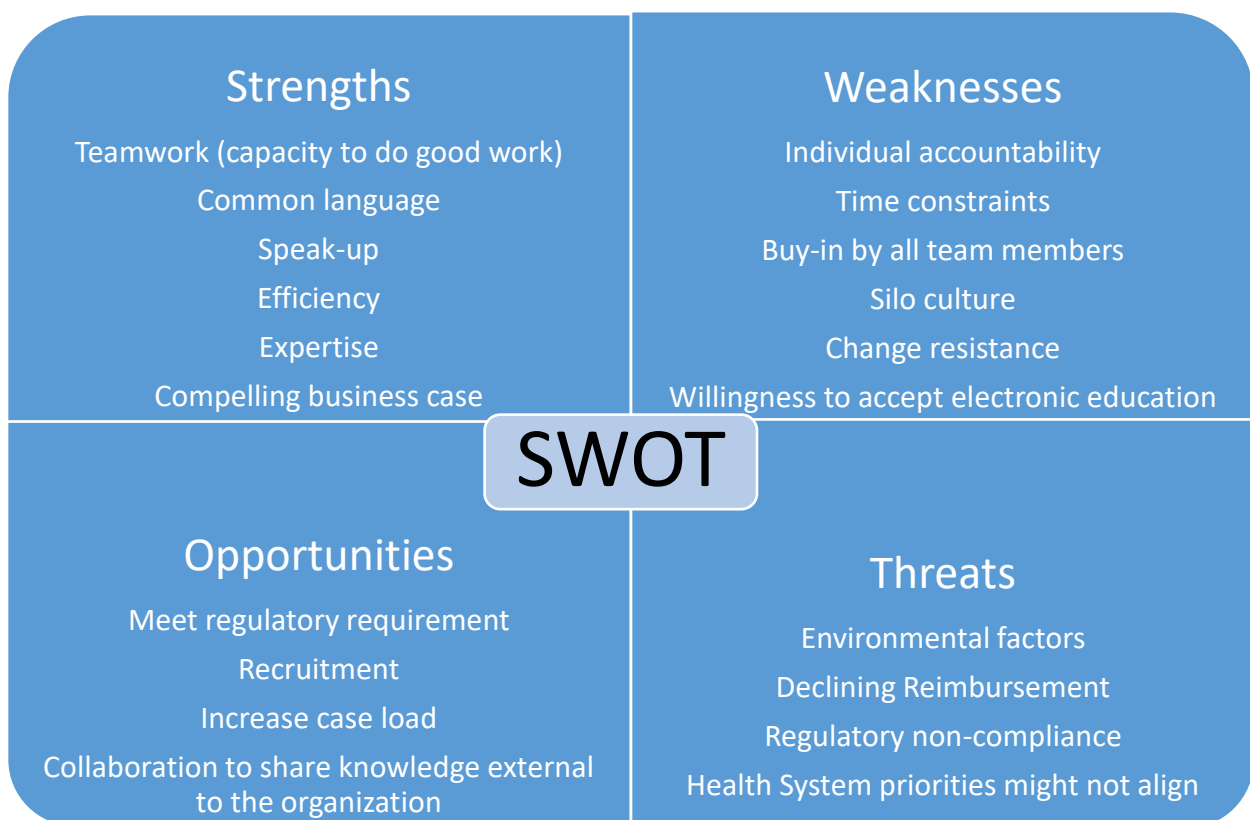 Strengths
Teamwork (capacity to do good work)
Common language
Speak-up
Efficiency
Expertise
Compelling business case
Weaknesses
Individual accountability
Time constraints
Buy-in by all team members
Silo culture
Change resistance
Willingness to accept electronic education
SWOT
Opportunities
Meet regulatory requirement
Recruitment
Increase case load
Collaboration to share knowledge external
to the organization
Threats
Environmental factors
Declining Reimbursement
Regulatory non-compliance
Health System priorities might not align